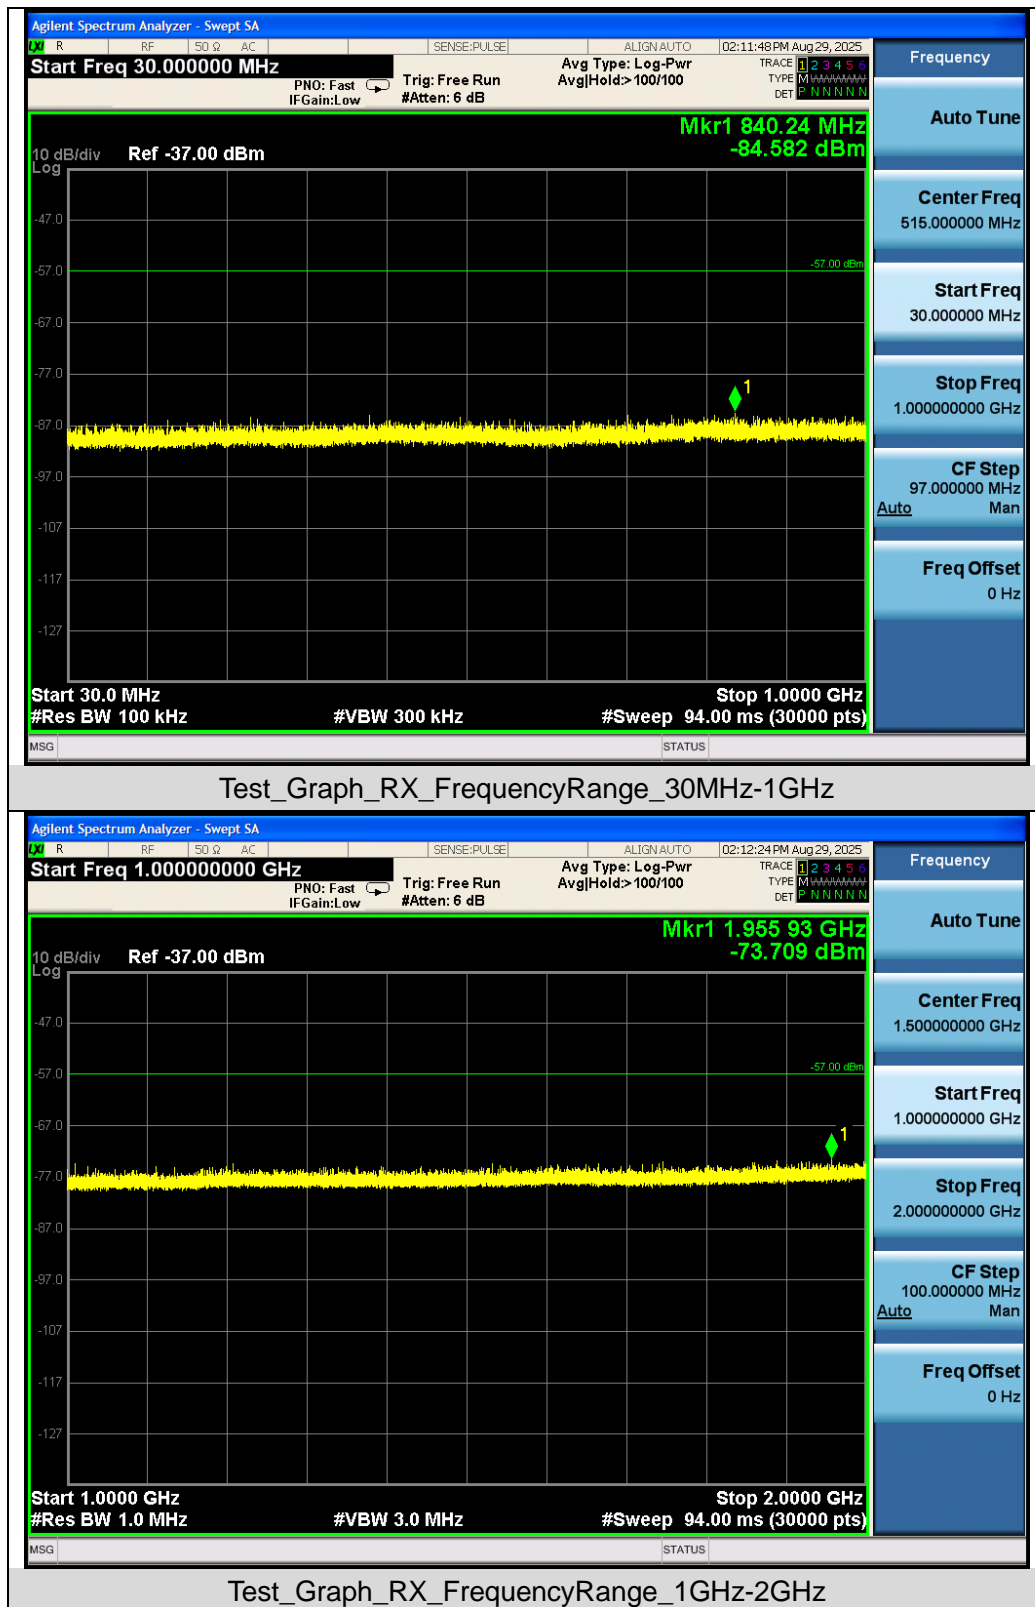 Agilent Spectrum Analyzer - Swept SA
LXI R RF 50 Ω AC SENSE:PULSE ALIGNAUTO 02:11:48 PM Aug 29, 2025
Start Freq 30.000000 MHz
PNO: Fast
IFGain:Low
Trig: Free Run
#Atten: 6 dB
Avg Type: Log-Pwr
Avg|Hold:>100/100
TRACE 1 2 3 4 5 6
TYPE M W W W W W
DET P N N N N N
Mkr1 840.24 MHz
-84.582 dBm
10 dB/div
Log
Ref -37.00 dBm
-47.0
-57.0
-57.00 dBm
-67.0
-77.0
1
-87.0
-97.0
-107
-117
-127
Start 30.0 MHz
Stop 1.0000 GHz
#Res BW 100 kHz
#VBW 300 kHz
#Sweep 94.00 ms (30000 pts)
MSG
STATUS
Frequency
Auto Tune
Center Freq
515.000000 MHz
Start Freq
30.000000 MHz
Stop Freq
1.000000000 GHz
CF Step
97.000000 MHz
Auto Man
Freq Offset
0 Hz
Test_Graph_RX_FrequencyRange_30MHz-1GHz
Agilent Spectrum Analyzer - Swept SA
LXI R RF 50 Ω AC SENSE:PULSE ALIGNAUTO 02:12:24 PM Aug 29, 2025
Start Freq 1.000000000 GHz
PNO: Fast
IFGain:Low
Trig: Free Run
#Atten: 6 dB
Avg Type: Log-Pwr
Avg|Hold:>100/100
TRACE 1 2 3 4 5 6
TYPE M W W W W W
DET P N N N N N
Mkr1 1.955 93 GHz
-73.709 dBm
10 dB/div
Log
Ref -37.00 dBm
-47.0
-57.0
-57.00 dBm
-67.0
1
-77.0
-87.0
-97.0
-107
-117
-127
Start 1.0000 GHz
Stop 2.0000 GHz
#Res BW 1.0 MHz
#VBW 3.0 MHz
#Sweep 94.00 ms (30000 pts)
MSG
STATUS
Frequency
Auto Tune
Center Freq
1.500000000 GHz
Start Freq
1.000000000 GHz
Stop Freq
2.000000000 GHz
CF Step
100.000000 MHz
Auto Man
Freq Offset
0 Hz
Test_Graph_RX_FrequencyRange_1GHz-2GHz